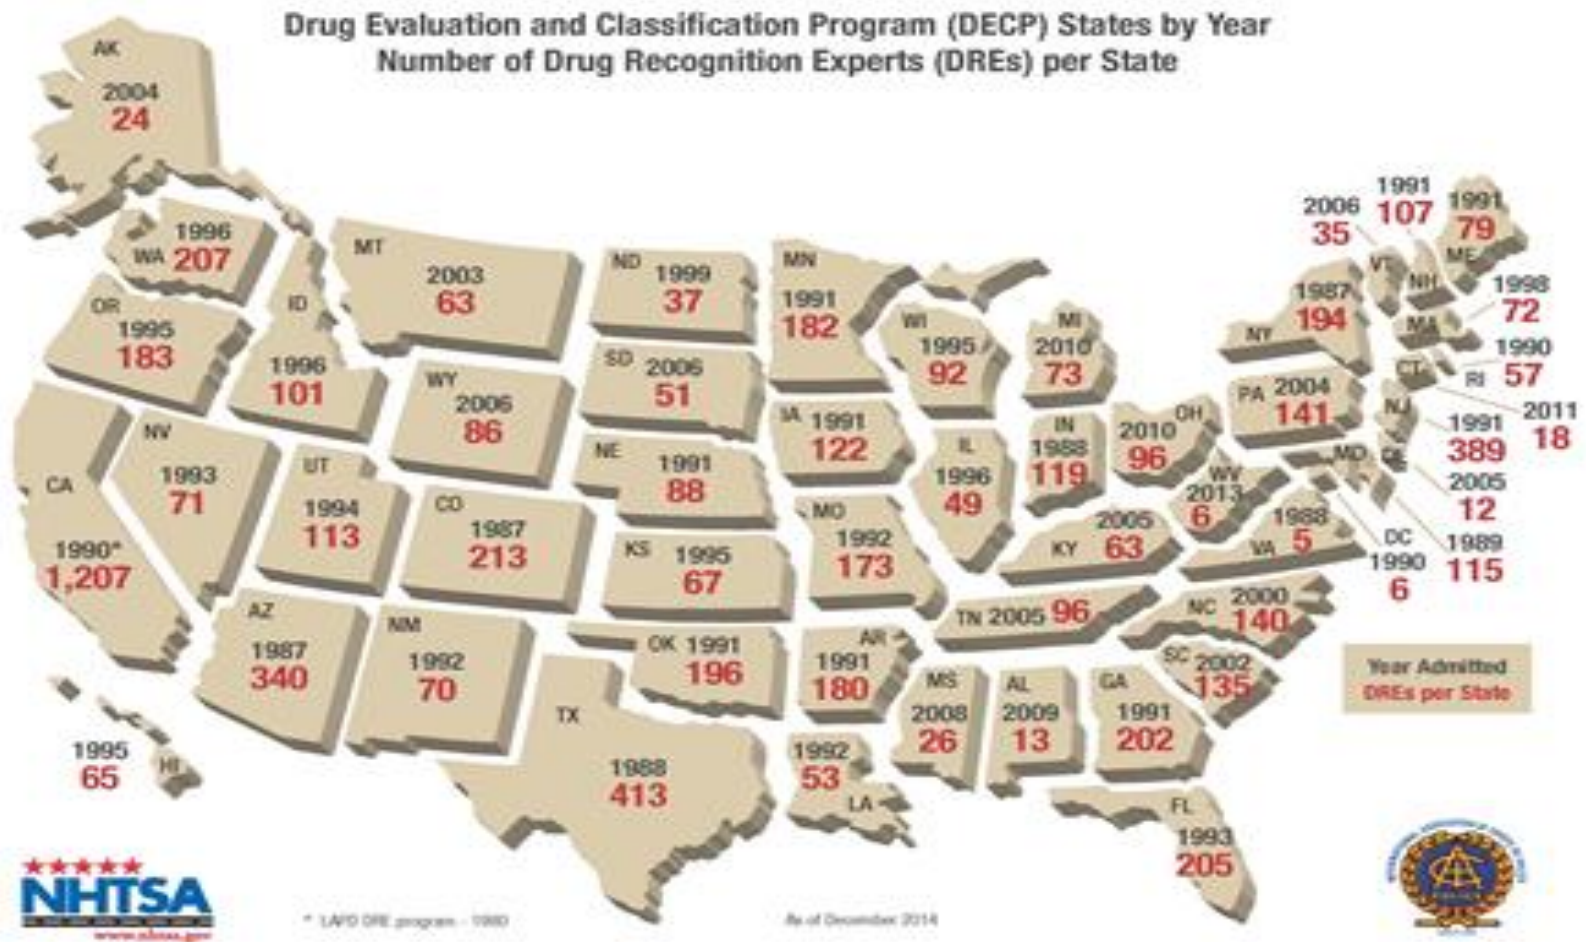 Drug Evaluation and Classification Program (DECP) States by Year
Number of Drug Recognition Experts (DREs) per State
AK
2004
24
1996
WA 207
OR
1995
183
ID
1996
101
MT
2003
63
WY
2006
86
ND 1999
37
SD 2006
51
NE
1991
88
KS 1995
67
MN
1991
182
IA 1991
122
MO
1992
173
WI
1995
92
IL
1996
49
MI
2010
73
IN
1988
119
OH
2010
96
KY 2005
63
WV
2013
6
1988
VA 5
PA 2004
141
1987
NY 194
2006
35
VT
1991
107
NH
1991
79
ME
1998
72
MA
1990
57
RI
2011
18
CT
NJ
1991
389
DE
2005
12
MD
1989
115
DC
1990
6
CA
1990*
1,207
NV
1993
71
UT
1994
113
CO
1987
213
AZ
1987
340
NM
1992
70
OK 1991
196
TX
1988
413
AR
1991
180
1992
53
LA
TN 2005 96
NC 2000
140
SC 2002
135
MS
2008
26
AL
2009
13
GA
1991
202
FL
1993
205
1995
65
HI
Year Admitted
DREs per State
NHTSA
www.nhtsa.gov
* LAPD DRE program - 1980
As of December 2014